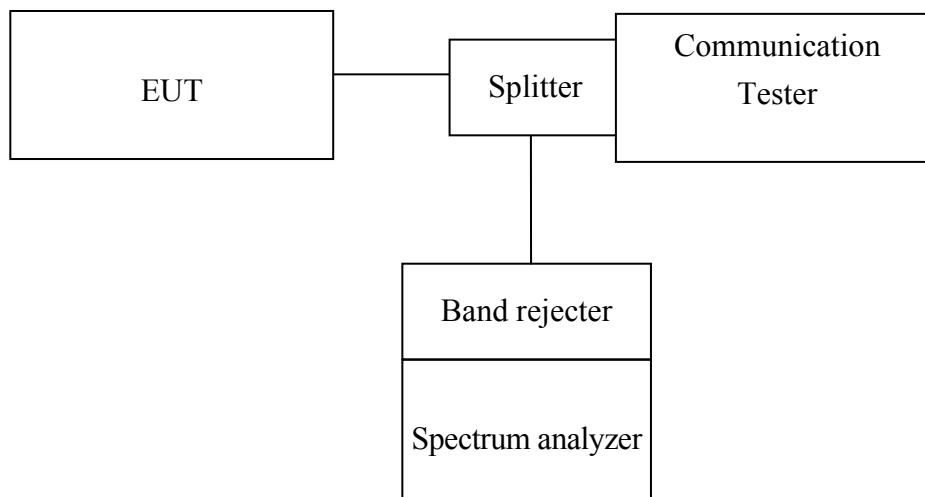 EUT
Splitter
Communication
Tester
Band rejecter
Spectrum analyzer